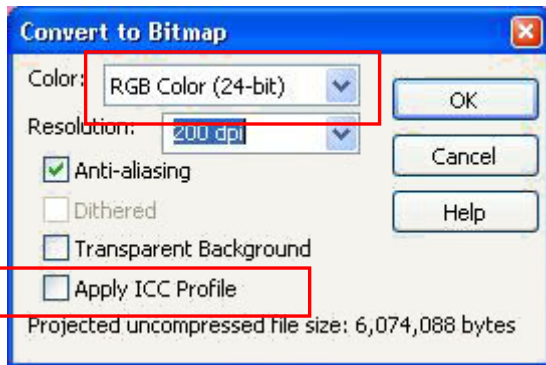 Convert to Bitmap
Color: RGB Color (24-bit)
OK
Resolution: 200 dpi
Cancel
Anti-aliasing
Dithered
Help
Transparent Background
Apply ICC Profile
Projected uncompressed file size: 6,074,088 bytes